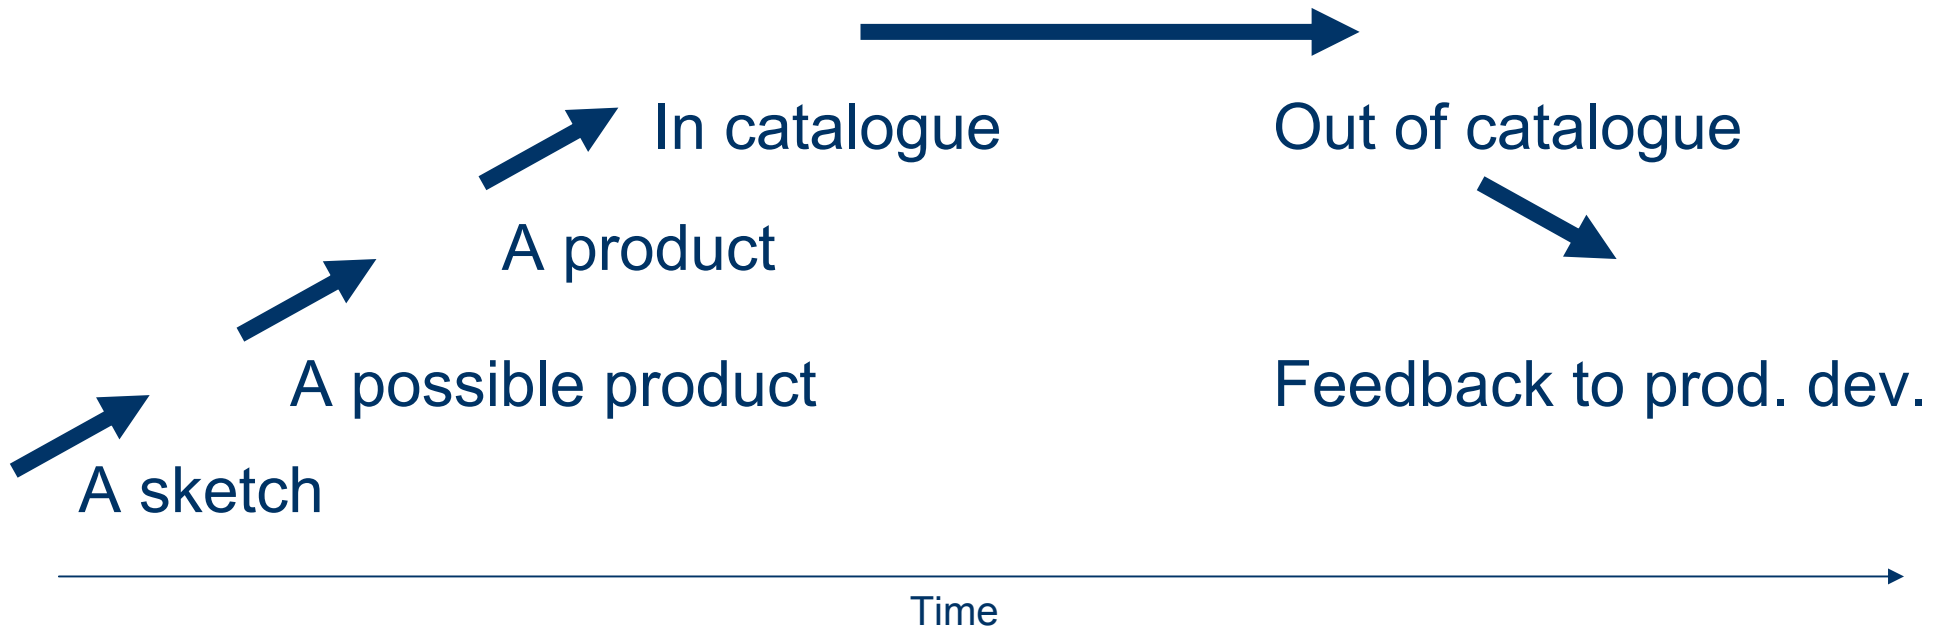 In catalogue
Out of catalogue
A product
A possible product
Feedback to prod. dev.
A sketch
Time